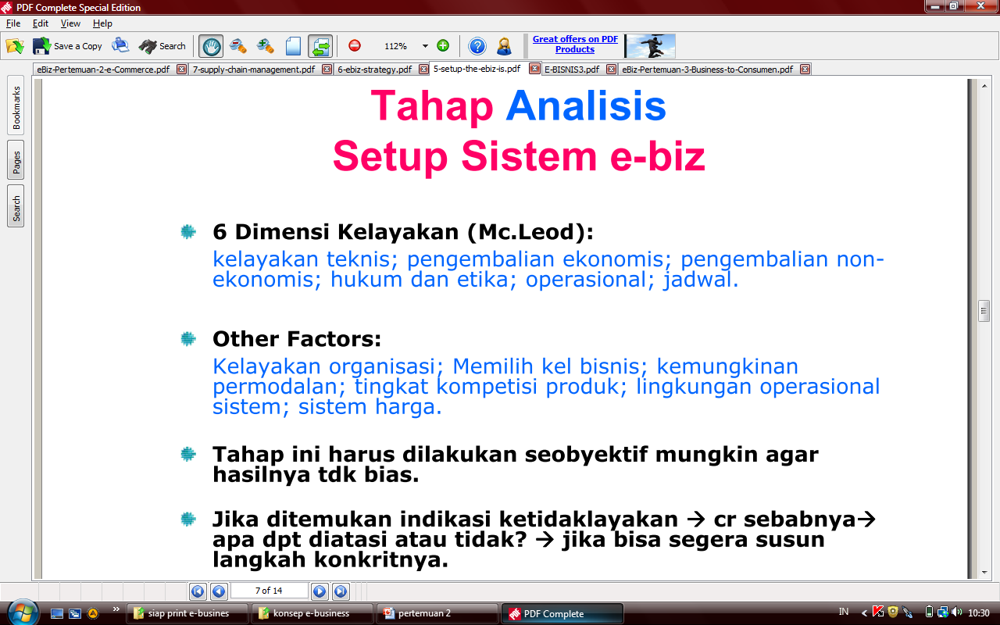 PDF Complete Special Edition
File Edit View Help
Save a Copy Search 112% Great offers on PDF
Products
eBiz-Pertemuan-2-e-Commerce.pdf 7-supply-chain-management.pdf 6-ebiz-strategy.pdf 5-setup-the-ebiz-is.pdf E-BISNIS3.pdf eBiz-Pertemuan-3-Business-to-Consumen.pdf
Bookmarks
Pages
Search
Tahap Analisis
Setup Sistem e-biz
6 Dimensi Kelayakan (Mc.Leod):
kelayakan teknis; pengembalian ekonomis; pengembalian non-
ekonomis; hukum dan etika; operasional; jadwal.
Other Factors:
Kelayakan organisasi; Memilih kel bisnis; kemungkinan
permodalan; tingkat kompetisi produk; lingkungan operasional
sistem; sistem harga.
Tahap ini harus dilakukan seobyektif mungkin agar
hasilnya tdk bias.
Jika ditemukan indikasi ketidaklayakan → cr sebabnya→
apa dpt diatasi atau tidak? → jika bisa segera susun
langkah konkritnya.
7 of 14
siap print e-busines konsep e-business pertemuan 2 PDF Complete IN 10:30